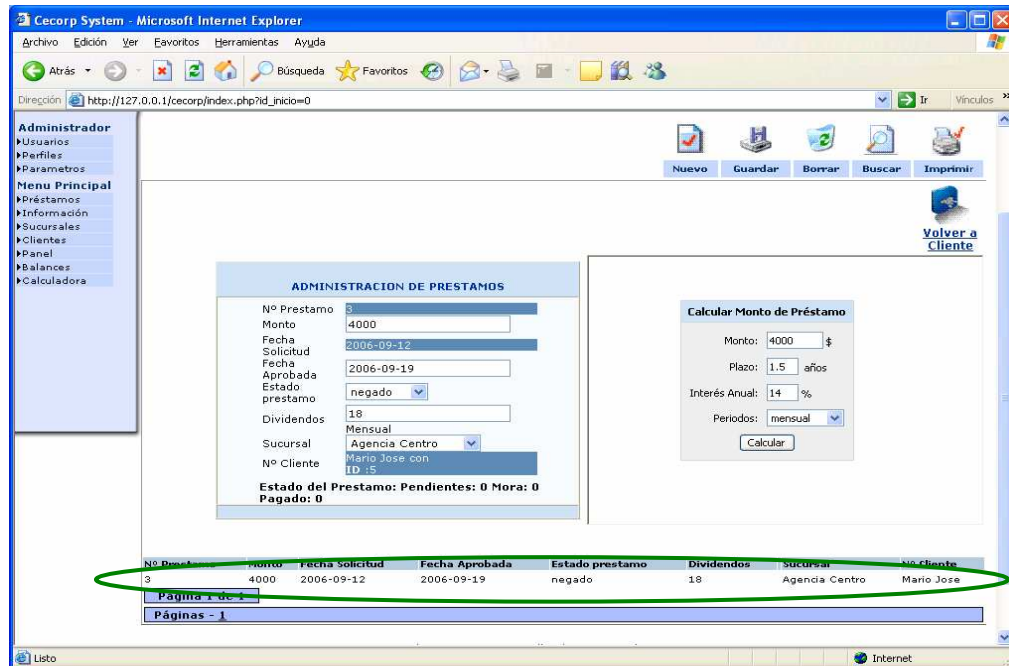 Cecorp System - Microsoft Internet Explorer
Archivo Edición Ver Favoritos Herramientas Ayuda
Atrás Búsqueda Favoritos
Dirección http://127.0.0.1/cecorp/index.php?id_inicio=0 Ir Vínculos »
Administrador
Usuarios
Perfiles
Parametros
Menu Principal
Préstamos
Información
Sucursales
Clientes
Panel
Balances
Calculadora
Nuevo Guardar Borrar Buscar Imprimir
Volver a
Cliente
ADMINISTRACION DE PRESTAMOS
Nº Prestamo 3
Monto 4000
Fecha
Solicitud 2006-09-12
Fecha
Aprobada 2006-09-19
Estado
prestamo negado
Dividendos 18
Mensual
Sucursal Agencia Centro
Nº Cliente Mario Jose con
ID :5
Estado del Prestamo: Pendientes: 0 Mora: 0
Pagado: 0
Calcular Monto de Préstamo
Monto: 4000 $
Plazo: 1.5 años
Interés Anual: 14 %
Periodos: mensual
Calcular
Nº Prestamo Monto Fecha Solicitud Fecha Aprobada Estado prestamo Dividendos Sucursal Nº Cliente
3 4000 2006-09-12 2006-09-19 negado 18 Agencia Centro Mario Jose
Pagina 1 de 1
Páginas - 1
Listo Internet